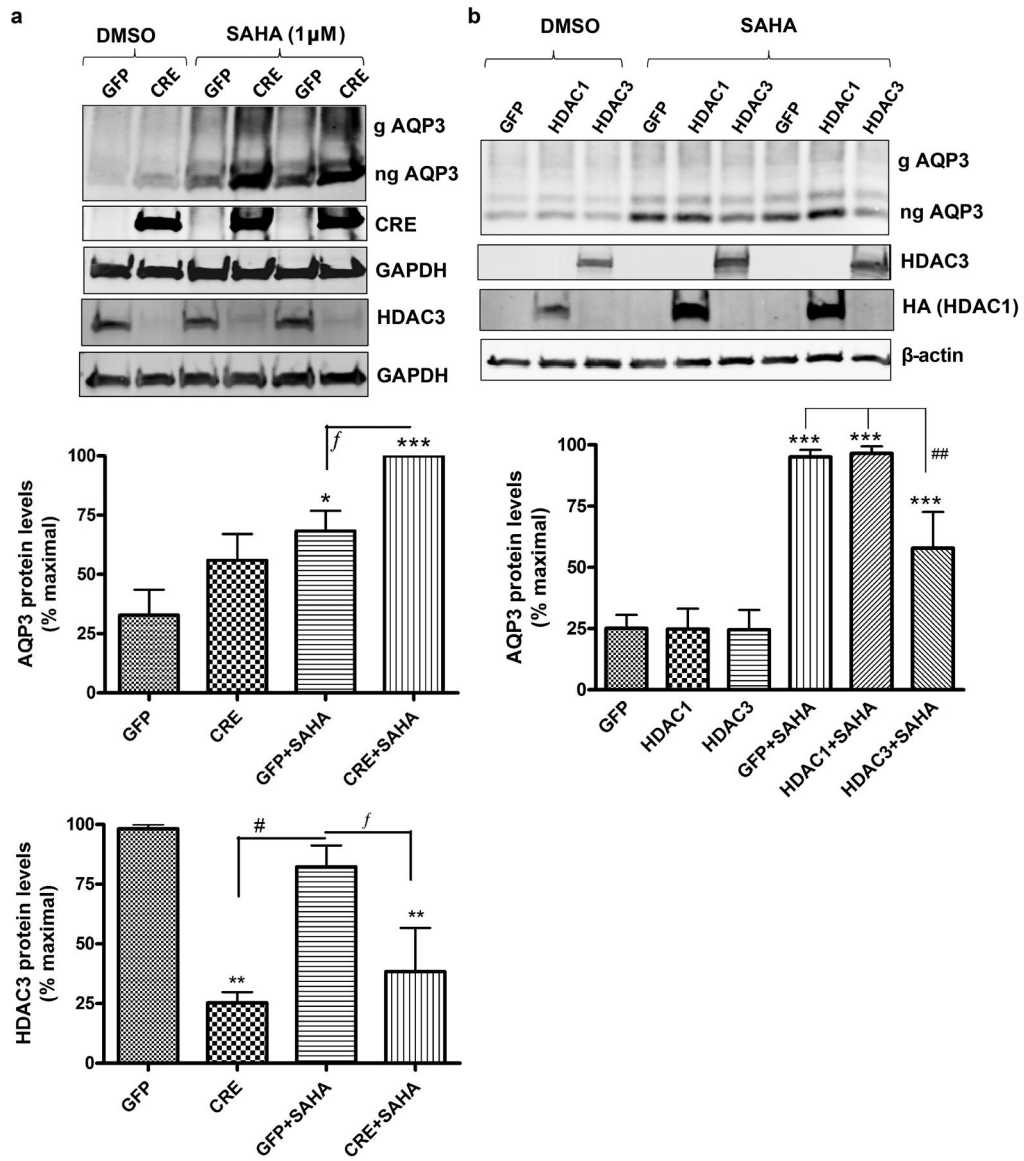 a
DMSO
SAHA (1µM)
GFP
CRE
GFP
CRE
GFP
CRE
g AQP3
ng AQP3
CRE
GAPDH
HDAC3
GAPDH
AQP3 protein levels
(% maximal)
100
75
50
25
0
*
f
***
GFP
CRE
GFP+SAHA
CRE+SAHA
HDAC3 protein levels
(% maximal)
100
75
50
25
0
**
#
f
**
GFP
CRE
GFP+SAHA
CRE+SAHA
b
DMSO
SAHA
GFP
HDAC1
HDAC3
GFP
HDAC1
HDAC3
GFP
HDAC1
HDAC3
g AQP3
ng AQP3
HDAC3
HA (HDAC1)
β-actin
AQP3 protein levels
(% maximal)
100
75
50
25
0
***
***
##
***
GFP
HDAC1
HDAC3
GFP+SAHA
HDAC1+SAHA
HDAC3+SAHA